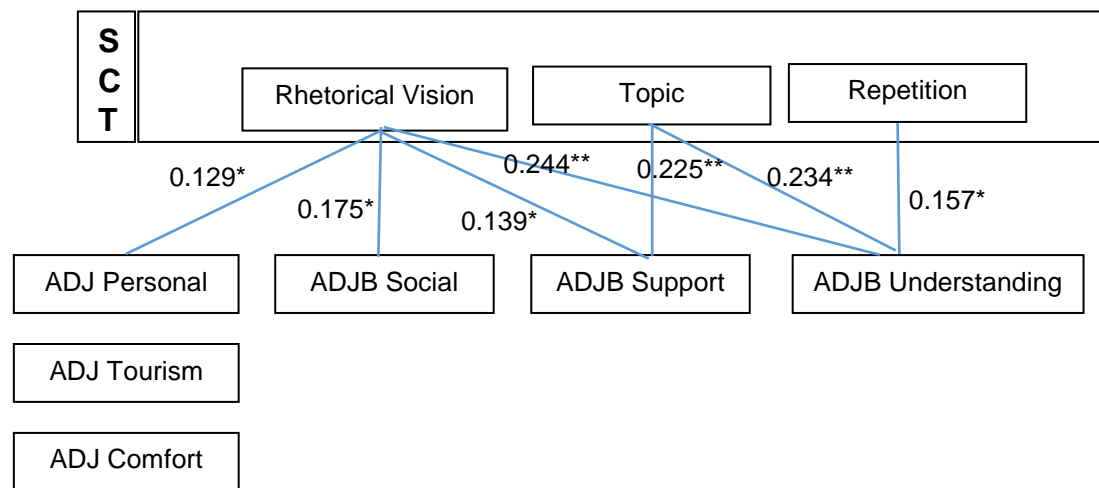 S
C
T
Rhetorical Vision
Topic
Repetition
0.129*
0.175*
0.139*
0.244**
0.225**
0.234**
0.157*
ADJ Personal
ADJB Social
ADJB Support
ADJB Understanding
ADJ Tourism
ADJ Comfort